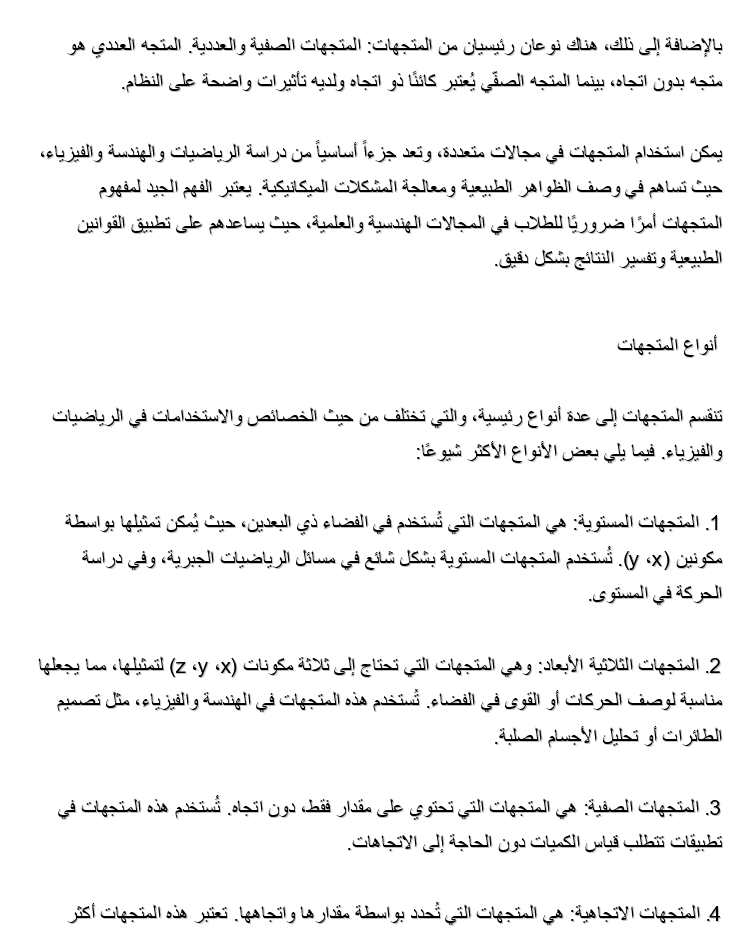 بالإضافة إلى ذلك، هناك نوعان رئيسيان من المتجهات: المتجهات الصفية والعددية. المتجه العددي هو
متجه بدون اتجاه، بينما المتجه الصفّي يُعتبر كائنًا ذو اتجاه ولديه تأثيرات واضحة على النظام.
يمكن استخدام المتجهات في مجالات متعددة، وتعد جزءاً أساسياً من دراسة الرياضيات والهندسة والفيزياء،
حيث تساهم في وصف الظواهر الطبيعية ومعالجة المشكلات الميكانيكية. يعتبر الفهم الجيد لمفهوم
المتجهات أمرًا ضروريًا للطلاب في المجالات الهندسية والعلمية، حيث يساعدهم على تطبيق القوانين
الطبيعية وتفسير النتائج بشكل دقيق.
أنواع المتجهات
تنقسم المتجهات إلى عدة أنواع رئيسية، والتي تختلف من حيث الخصائص والاستخدامات في الرياضيات
والفيزياء. فيما يلي بعض الأنواع الأكثر شيوعًا:
1. المتجهات المستوية: هي المتجهات التي تُستخدم في الفضاء ذي البعدين، حيث يُمكن تمثيلها بواسطة
مكونين (x، y). تُستخدم المتجهات المستوية بشكل شائع في مسائل الرياضيات الجبرية، وفي دراسة
الحركة في المستوى.
2. المتجهات الثلاثية الأبعاد: وهي المتجهات التي تحتاج إلى ثلاثة مكونات (x، y، z) لتمثيلها، مما يجعلها
مناسبة لوصف الحركات أو القوى في الفضاء. تُستخدم هذه المتجهات في الهندسة والفيزياء، مثل تصميم
الطائرات أو تحليل الأجسام الصلبة.
3. المتجهات الصفية: هي المتجهات التي تحتوي على مقدار فقط، دون اتجاه. تُستخدم هذه المتجهات في
تطبيقات تتطلب قياس الكميات دون الحاجة إلى الاتجاهات.
4. المتجهات الاتجاهية: هي المتجهات التي تُحدد بواسطة مقدارها واتجاهها. تعتبر هذه المتجهات أكثر